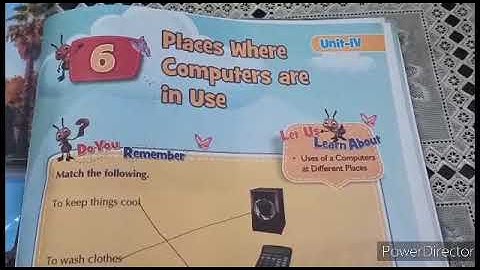 6
Places Where
Computers are
in Use
Unit-IV
Do You Remember
Let Us
Learn About
• Uses of a Computers
at Different Places
Match the following.
To keep things cool
To wash clothes
PowerDirector